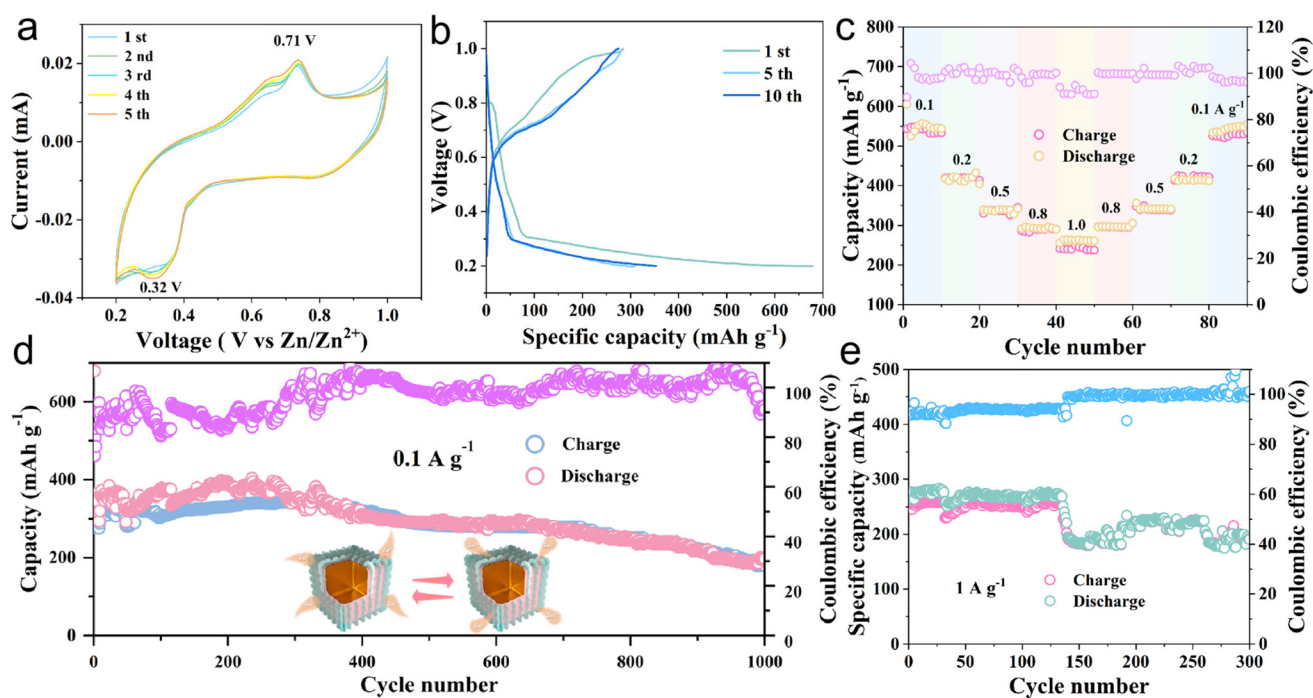 a
0.71 V
1 st
2 nd
3 rd
4 th
5 th
0.32 V
0.02
0.00
-0.02
-0.04
Current (mA)
0.2 0.4 0.6 0.8 1.0
Voltage ( V vs Zn/Zn²⁺)
b
1 st
5 th
10 th
1.0
0.8
0.6
0.4
0.2
Voltage (V)
0 100 200 300 400 500 600 700
Specific capacity (mAh g⁻¹)
c
800
700
600
500
400
300
200
100
Capacity (mAh g⁻¹)
0.1
0.2
0.5
0.8
1.0
0.8
0.5
0.2
0.1 A g⁻¹
Charge
Discharge
120
100
80
60
40
20
0
Coulombic efficiency (%)
0 20 40 60 80
Cycle number
d
600
400
200
0
Capacity (mAh g⁻¹)
0.1 A g⁻¹
Charge
Discharge
100
80
60
40
20
0
Coulombic efficiency (%)
0 200 400 600 800 1000
Cycle number
e
500
400
300
200
100
0
Specific capacity (mAh g⁻¹)
1 A g⁻¹
Charge
Discharge
100
80
60
40
20
0
Coulombic efficiency (%)
0 50 100 150 200 250 300
Cycle number